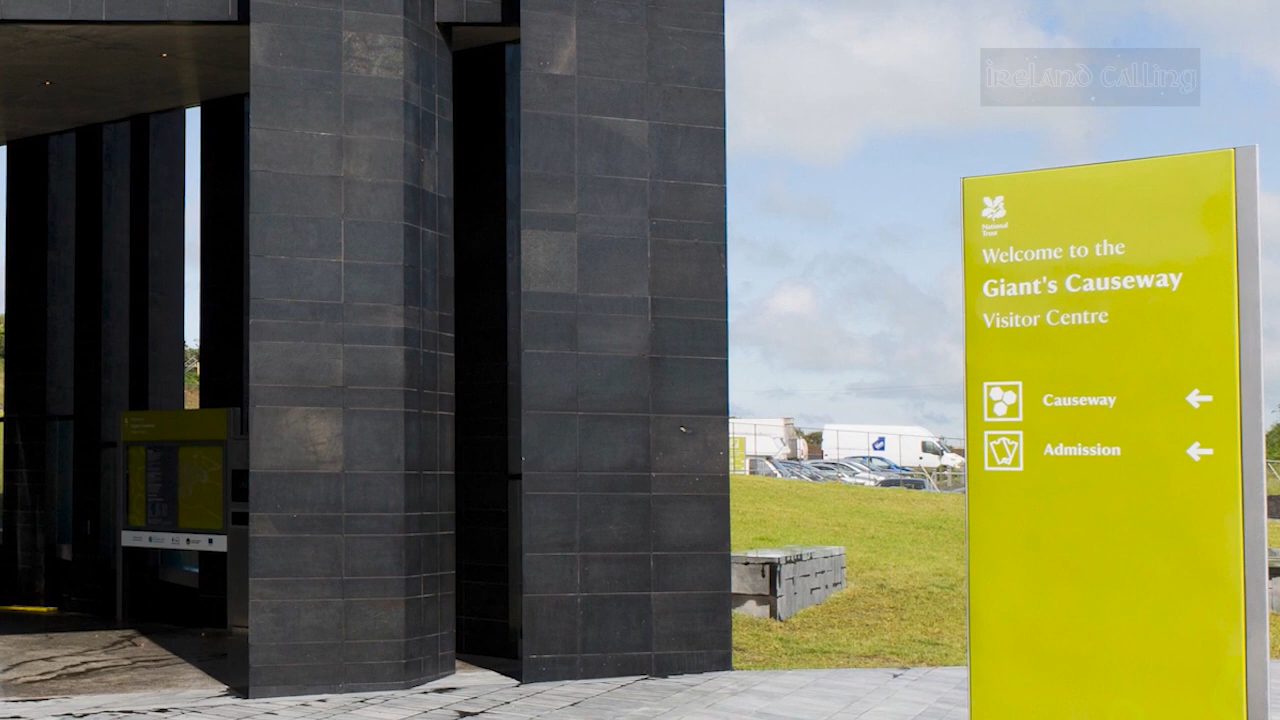 Ireland Calling
National
Trust
Welcome to the
Giant's Causeway
Visitor Centre
Causeway
Admission